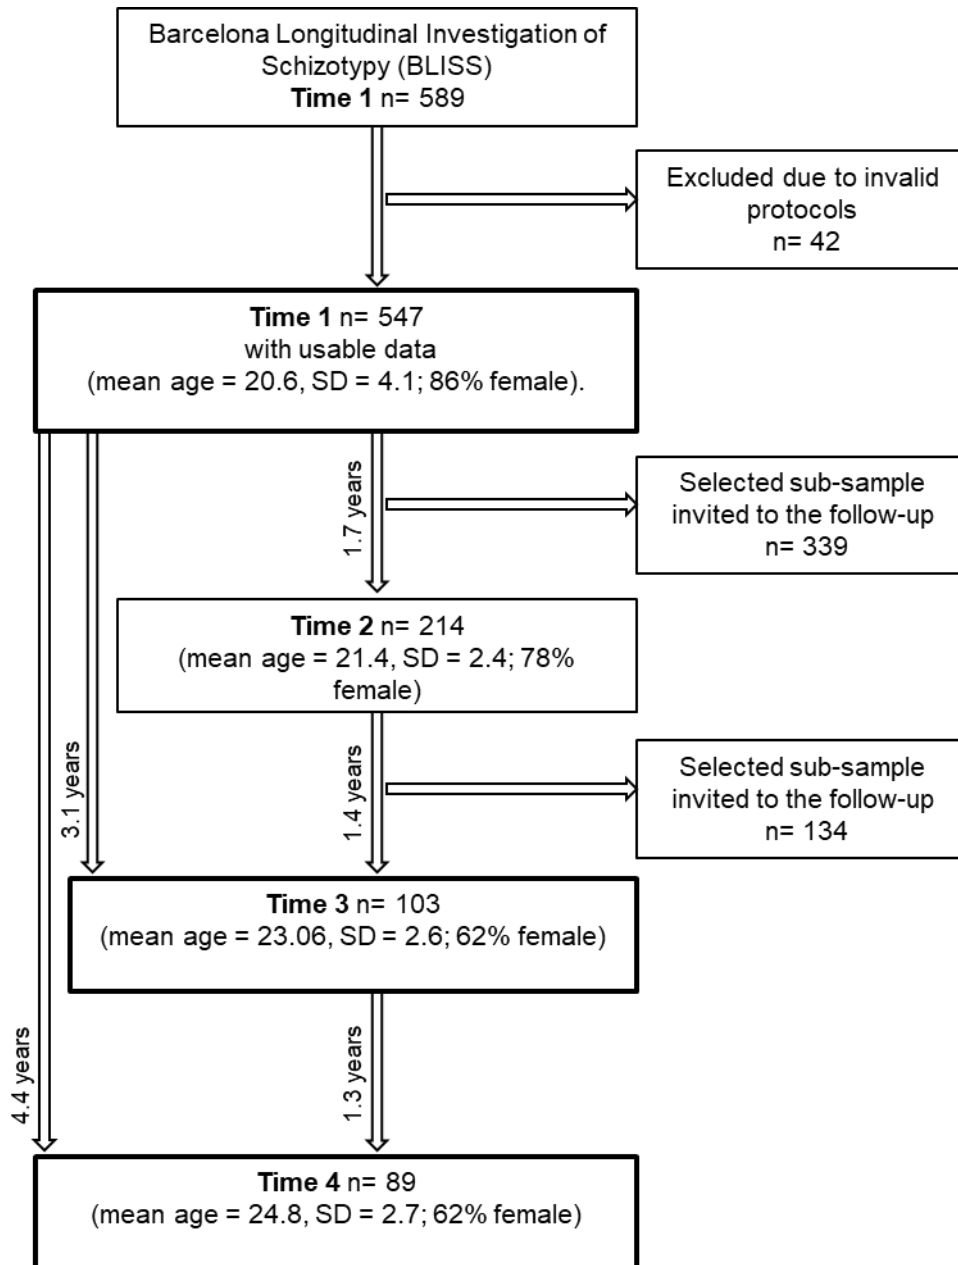 Barcelona Longitudinal Investigation of
Schizotypy (BLISS)
Time 1 n= 589
Excluded due to invalid
protocols
n= 42
Time 1 n= 547
with usable data
(mean age = 20.6, SD = 4.1; 86% female).
1.7 years
Selected sub-sample
invited to the follow-up
n= 339
Time 2 n= 214
(mean age = 21.4, SD = 2.4; 78%
female)
3.1 years
1.4 years
Selected sub-sample
invited to the follow-up
n= 134
Time 3 n= 103
(mean age = 23.06, SD = 2.6; 62% female)
4.4 years
1.3 years
Time 4 n= 89
(mean age = 24.8, SD = 2.7; 62% female)